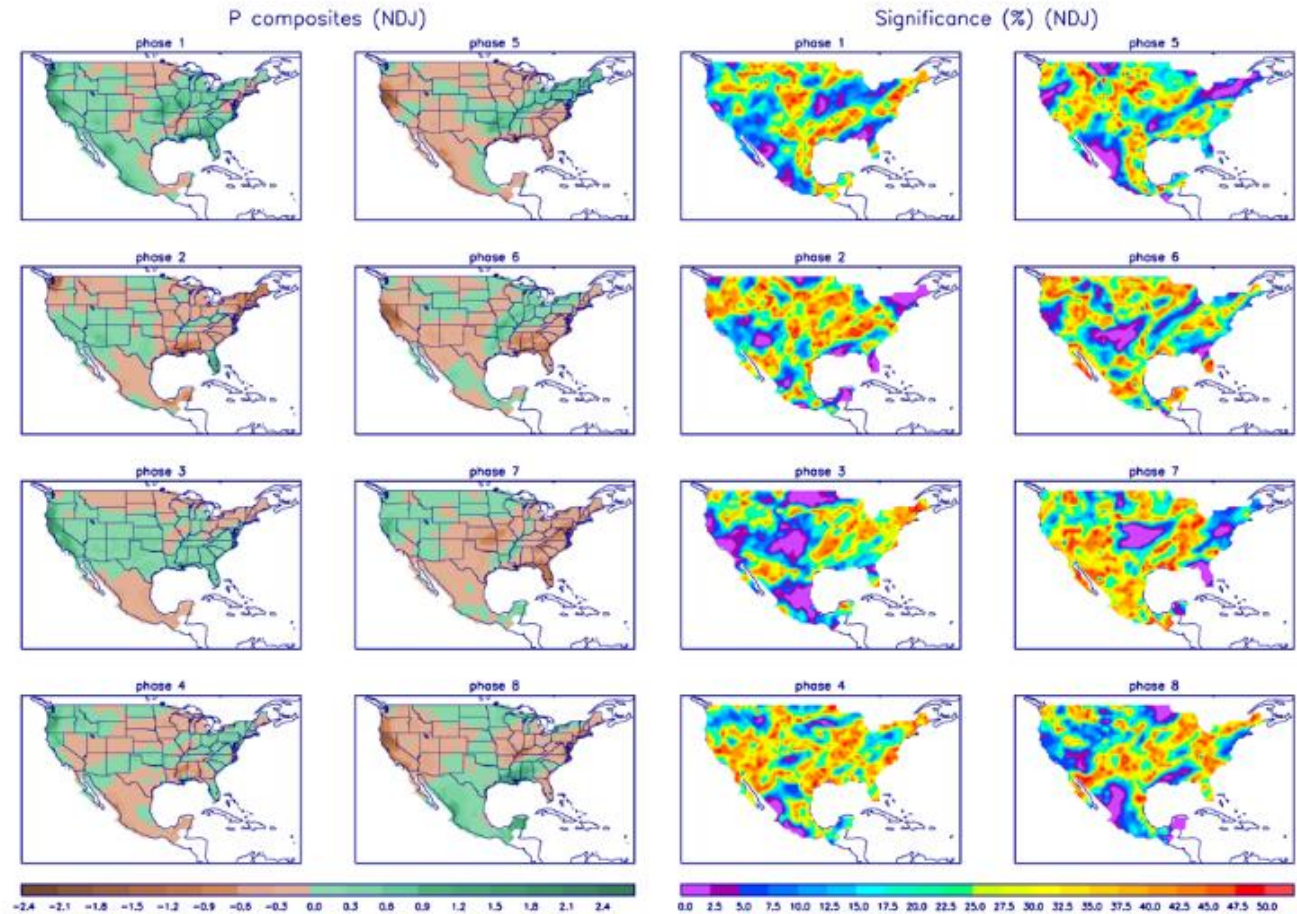 P composites (NDJ)
Significance (%) (NDJ)
phase 1
phase 5
phase 1
phase 5
phase 2
phase 6
phase 2
phase 6
phase 3
phase 7
phase 3
phase 7
phase 4
phase 8
phase 4
phase 8
-2.4 -2.1 -1.8 -1.5 -1.2 -0.9 -0.6 -0.3 0.0 0.3 0.6 0.9 1.2 1.5 1.8 2.1 2.4
0.0 2.5 5.0 7.5 10.0 12.5 15.0 17.5 20.0 22.5 25.0 27.5 30.0 32.5 35.0 37.5 40.0 42.5 45.0 47.5 50.0